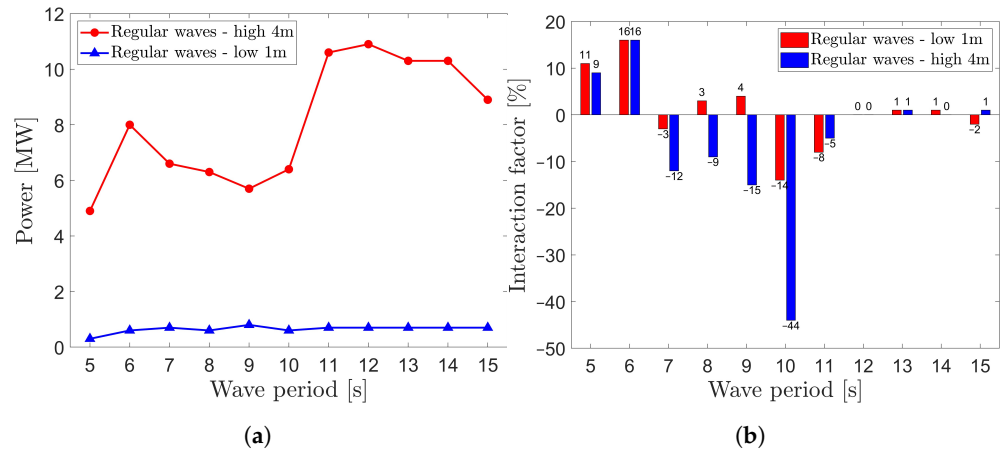 Regular waves - high 4m
Regular waves - low 1m
12
10
8
6
4
2
0
Power [MW]
5 6 7 8 9 10 11 12 13 14 15
Wave period [s]
(a)
Regular waves - low 1m
Regular waves - high 4m
20
10
0
−10
−20
−30
−40
−50
Interaction factor [%]
11 9 16 16 −3 −12 3 −9 4 −15 −14 −44 −8 −5 0 0 1 1 1 0 −2 1
5 6 7 8 9 10 11 12 13 14 15
Wave period [s]
(b)